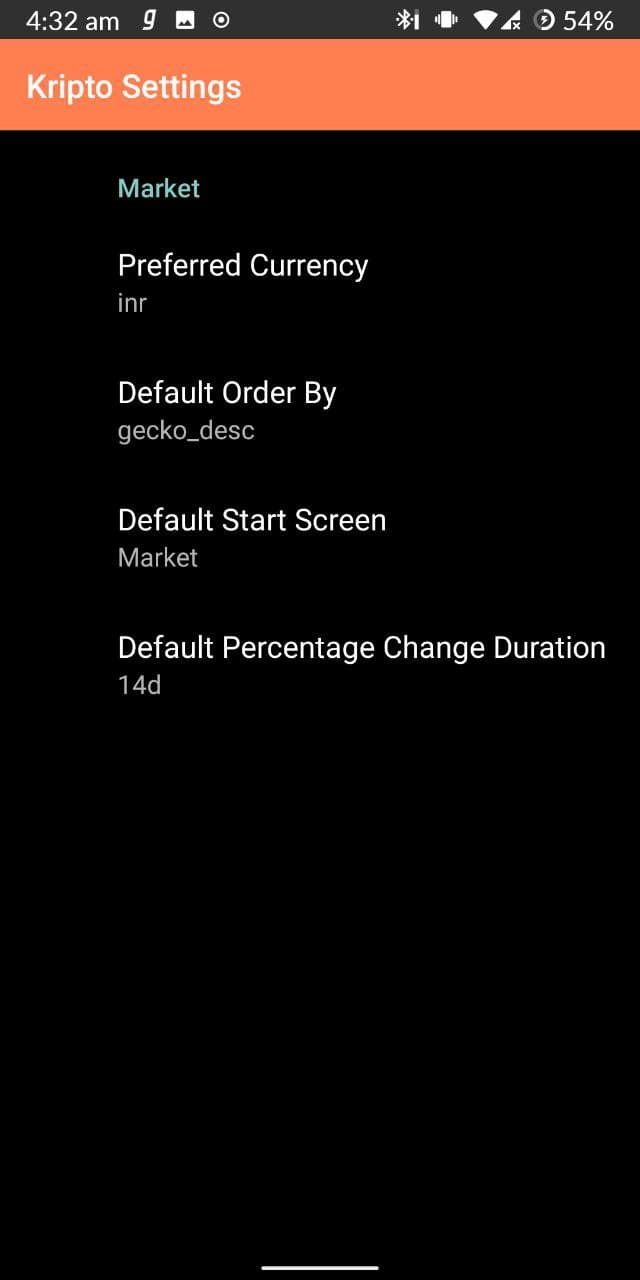 4:32 am g 54%
Kripto Settings
Market
Preferred Currency
inr
Default Order By
gecko_desc
Default Start Screen
Market
Default Percentage Change Duration
14d